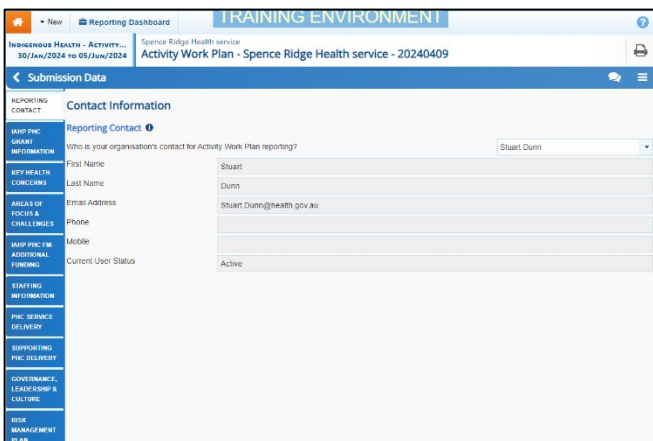 TRAINING ENVIRONMENT
New
Reporting Dashboard
INDIGENOUS HEALTH - ACTIVITY...
30/JAN/2024 TO 05/JUN/2024
Spence Ridge Health service
Activity Work Plan - Spence Ridge Health service - 20240409
Submission Data
REPORTING
CONTACT
IAHP PHC
GRANT
INFORMATION
KEY HEALTH
CONCERNS
AREAS OF
FOCUS &
CHALLENGES
IAHP PHC FM
ADDITIONAL
FUNDING
STAFFING
INFORMATION
PHC SERVICE
DELIVERY
SUPPORTING
PHC DELIVERY
GOVERNANCE,
LEADERSHIP &
CULTURE
RISK
MANAGEMENT
PLAN
Contact Information
Reporting Contact
Who is your organisation's contact for Activity Work Plan reporting? Stuart Dunn
First Name Stuart
Last Name Dunn
Email Address Stuart.Dunn@health.gov.au
Phone
Mobile
Current User Status Active